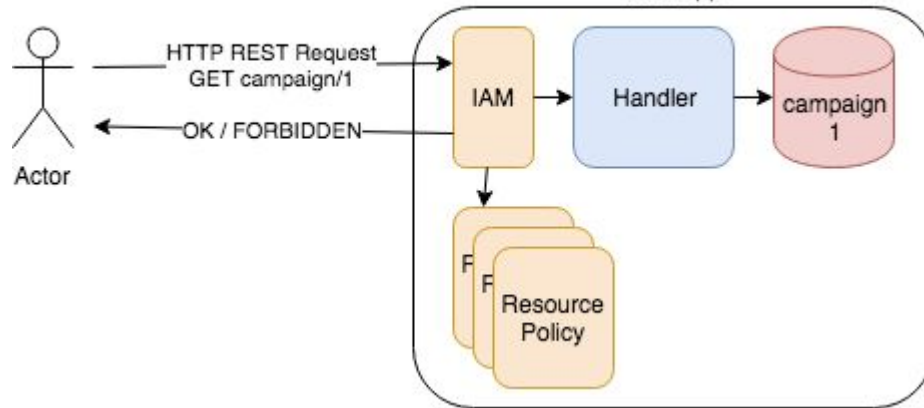 HTTP REST Request
GET campaign/1
OK / FORBIDDEN
Actor
IAM
Handler
campaign
1
Resource
Policy